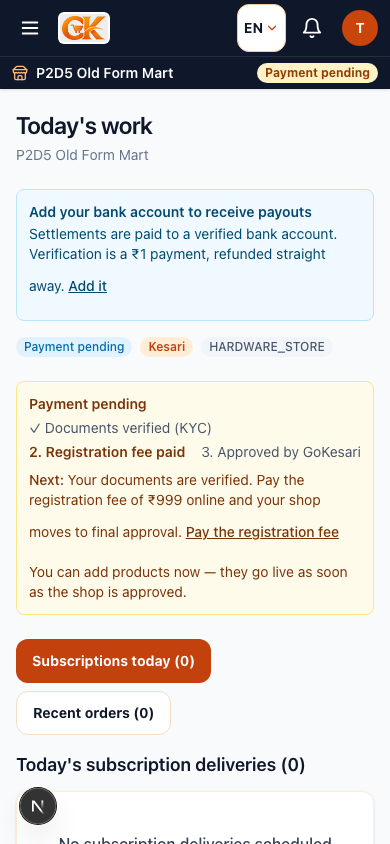 GK
EN
T
P2D5 Old Form Mart
Payment pending
Today's work
P2D5 Old Form Mart
Add your bank account to receive payouts
Settlements are paid to a verified bank account.
Verification is a ₹1 payment, refunded straight
away. Add it
Payment pending
Kesari
HARDWARE_STORE
Payment pending
✓ Documents verified (KYC)
2. Registration fee paid 3. Approved by GoKesari
Next: Your documents are verified. Pay the
registration fee of ₹999 online and your shop
moves to final approval. Pay the registration fee
You can add products now — they go live as soon
as the shop is approved.
Subscriptions today (0)
Recent orders (0)
Today's subscription deliveries (0)
N
No subscription deliveries scheduled